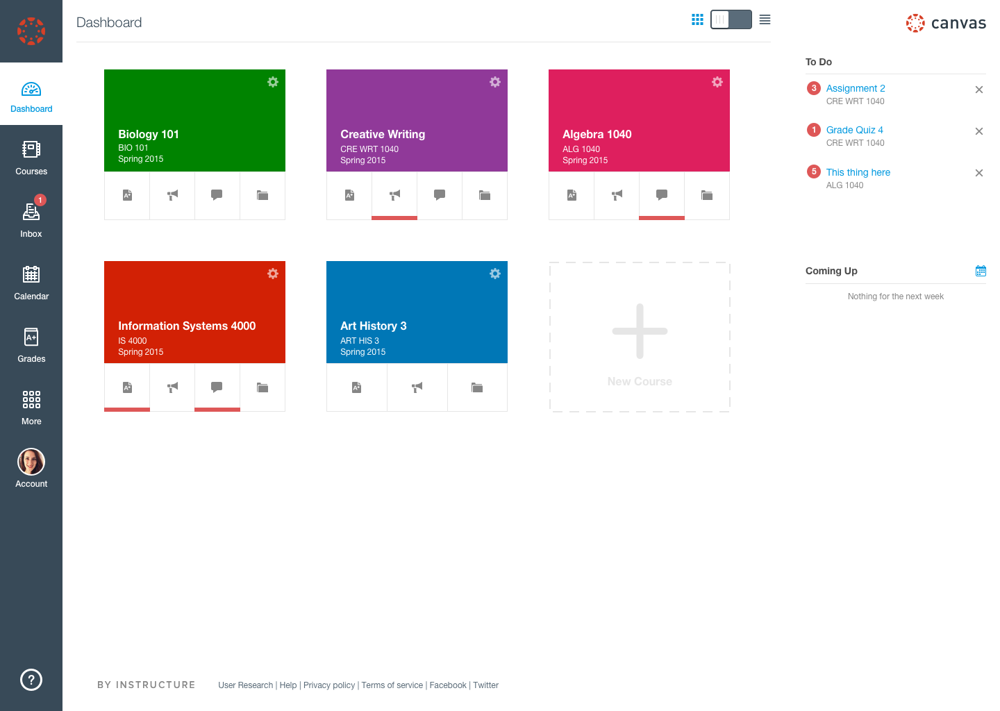 Dashboard
canvas
Dashboard
Courses
1
Inbox
Calendar
A+
Grades
More
Account
?
Biology 101
BIO 101
Spring 2015
A+
Creative Writing
CRE WRT 1040
Spring 2015
A+
Algebra 1040
ALG 1040
Spring 2015
A+
Information Systems 4000
IS 4000
Spring 2015
A+
Art History 3
ART HIS 3
Spring 2015
A+
New Course
To Do
3 Assignment 2
CRE WRT 1040
1 Grade Quiz 4
CRE WRT 1040
5 This thing here
ALG 1040
Coming Up
Nothing for the next week
BY INSTRUCTURE User Research | Help | Privacy policy | Terms of service | Facebook | Twitter